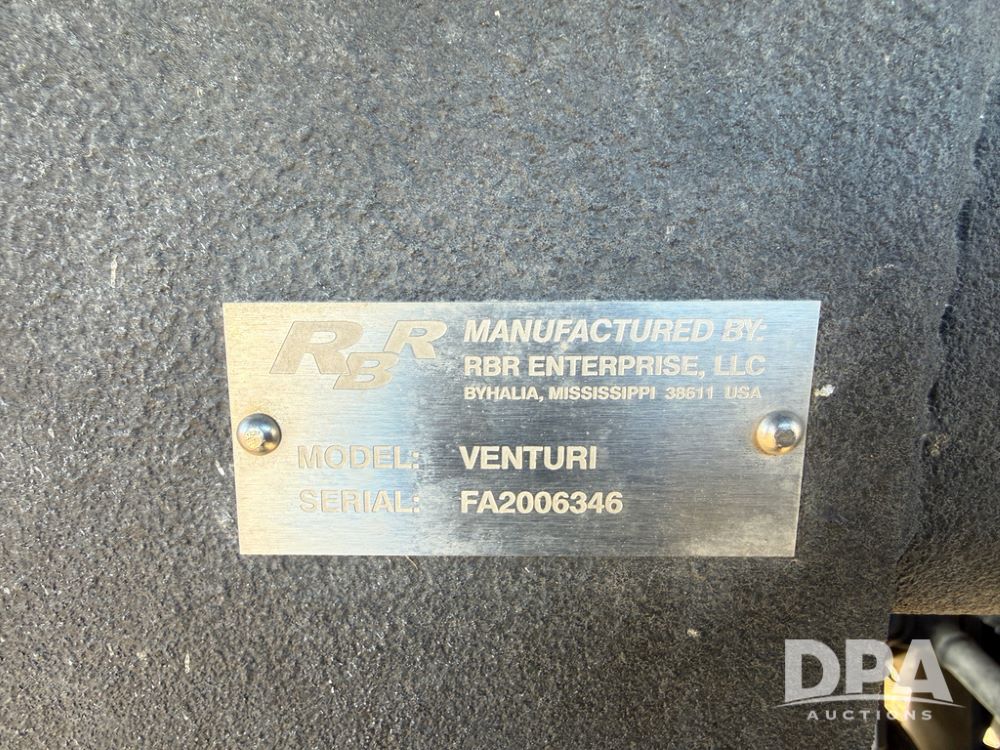 RBR
MANUFACTURED BY:
RBR ENTERPRISE, LLC
BYHALIA, MISSISSIPPI 38611 USA
MODEL: VENTURI
SERIAL: FA2006346
DPA
AUCTIONS